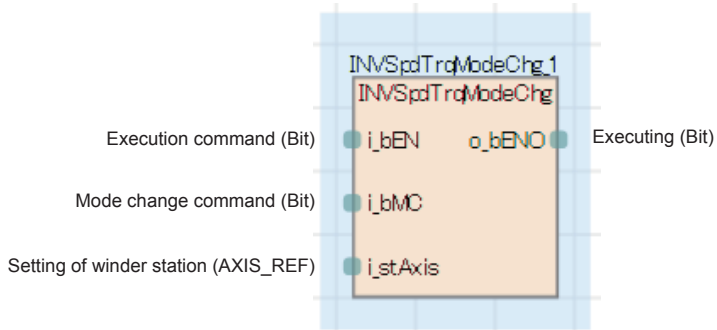 INVSpdTrqModeChg_1
INVSpdTrqModeChg
Execution command (Bit) i_bEN o_bENO Executing (Bit)
Mode change command (Bit) i_bMC
Setting of winder station (AXIS_REF) i_stAxis